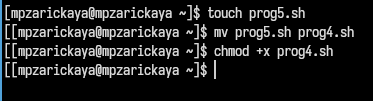 [mpzarickaya@mpzarickaya ~]$ touch prog5.sh
[[mpzarickaya@mpzarickaya ~]$ mv prog5.sh prog4.sh
[[mpzarickaya@mpzarickaya ~]$ chmod +x prog4.sh
[[mpzarickaya@mpzarickaya ~]$